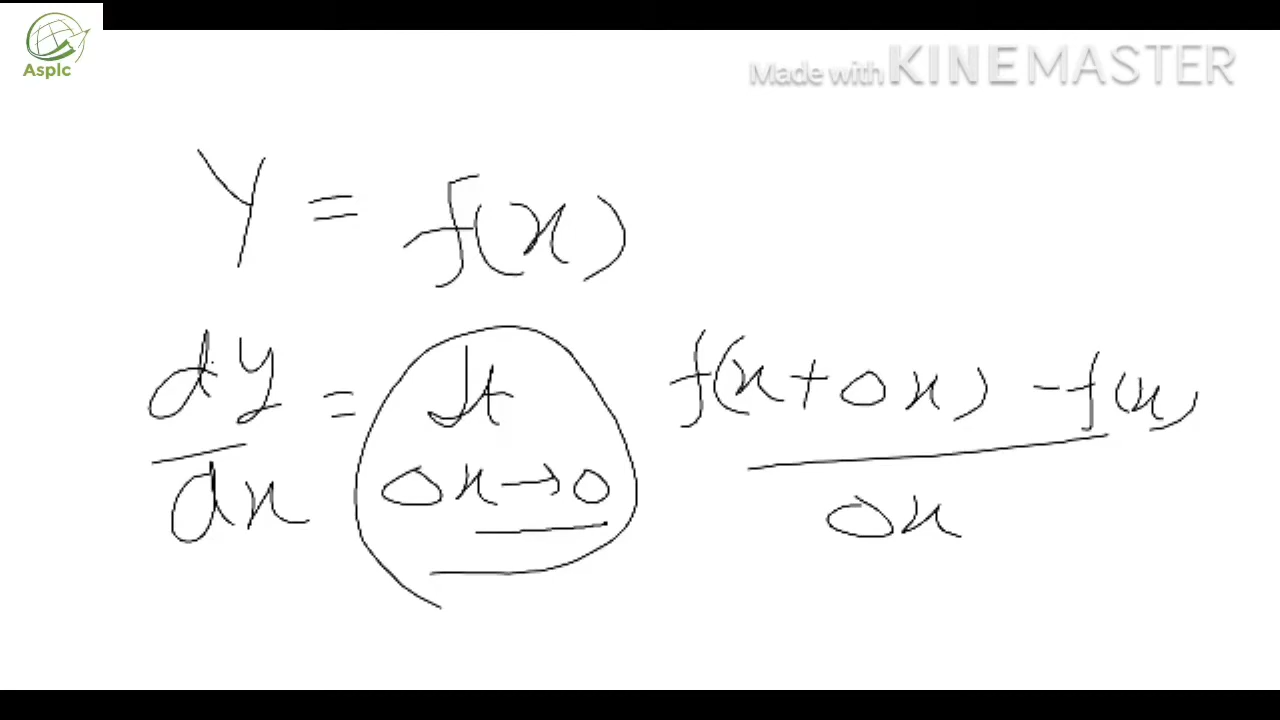 Asplc
Made with KINEMASTER
Y = f(x)
dy/dx = lt Δx→0 f(x+Δx) - f(x) / Δx